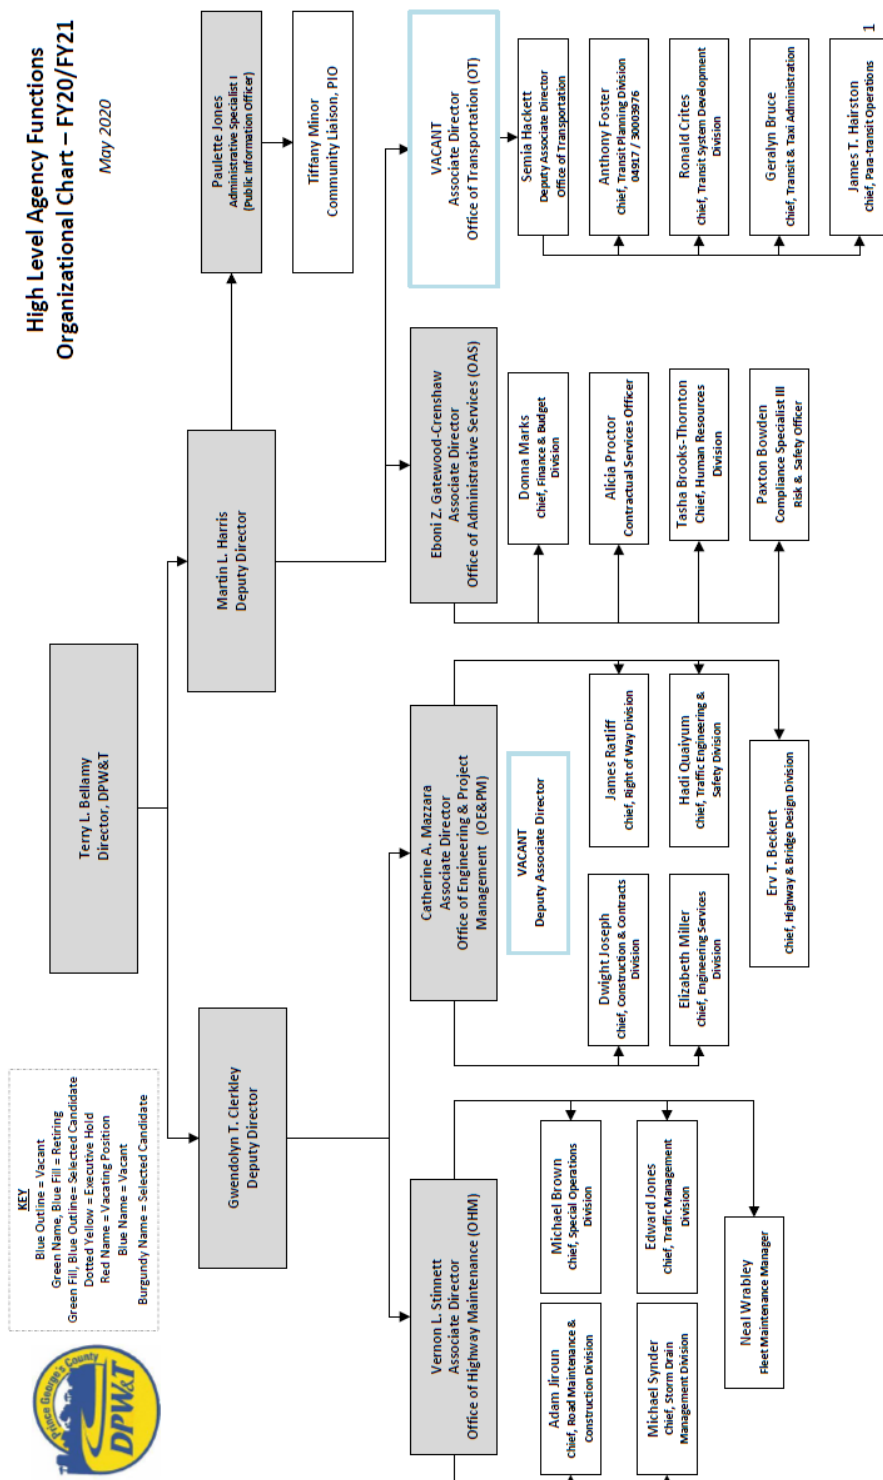 High Level Agency Functions
Organizational Chart – FY20/FY21
May 2020
Prince George's County
DPW&T
KEY
Blue Outline = Vacant
Green Name, Blue Fill = Retiring
Green Fill, Blue Outline= Selected Candidate
Dotted Yellow = Executive Hold
Red Name = Vacating Position
Blue Name = Vacant
Burgundy Name = Selected Candidate
Terry L. Bellamy
Director, DPW&T
Gwendolyn T. Clerkley
Deputy Director
Martin L. Harris
Deputy Director
Paulette Jones
Administrative Specialist I
(Public Information Officer)
Tiffany Minor
Community Liaison, PIO
Vernon L. Stinnett
Associate Director
Office of Highway Maintenance (OHM)
Adam Jiroun
Chief, Road Maintenance &
Construction Division
Michael Brown
Chief, Special Operations
Division
Michael Synder
Chief, Storm Drain
Management Division
Edward Jones
Chief, Traffic Management
Division
Neal Wrabley
Fleet Maintenance Manager
Catherine A. Mazzara
Associate Director
Office of Engineering & Project
Management (OE&PM)
VACANT
Deputy Associate Director
Dwight Joseph
Chief, Construction & Contracts
Division
James Ratliff
Chief, Right of Way Division
Elizabeth Miller
Chief, Engineering Services
Division
Hadi Quaiyum
Chief, Traffic Engineering &
Safety Division
Erv T. Beckert
Chief, Highway & Bridge Design Division
Eboni Z. Gatewood-Crenshaw
Associate Director
Office of Administrative Services (OAS)
Donna Marks
Chief, Finance & Budget
Division
Alicia Proctor
Contractual Services Officer
Tasha Brooks-Thornton
Chief, Human Resources
Division
Paxton Bowden
Compliance Specialist III
Risk & Safety Officer
VACANT
Associate Director
Office of Transportation (OT)
Semia Hackett
Deputy Associate Director
Office of Transportation
Anthony Foster
Chief, Transit Planning Division
04917 / 30003976
Ronald Crites
Chief, Transit System Development
Division
Geralyn Bruce
Chief, Transit & Taxi Administration
James T. Hairston
Chief, Para-transit Operations
1